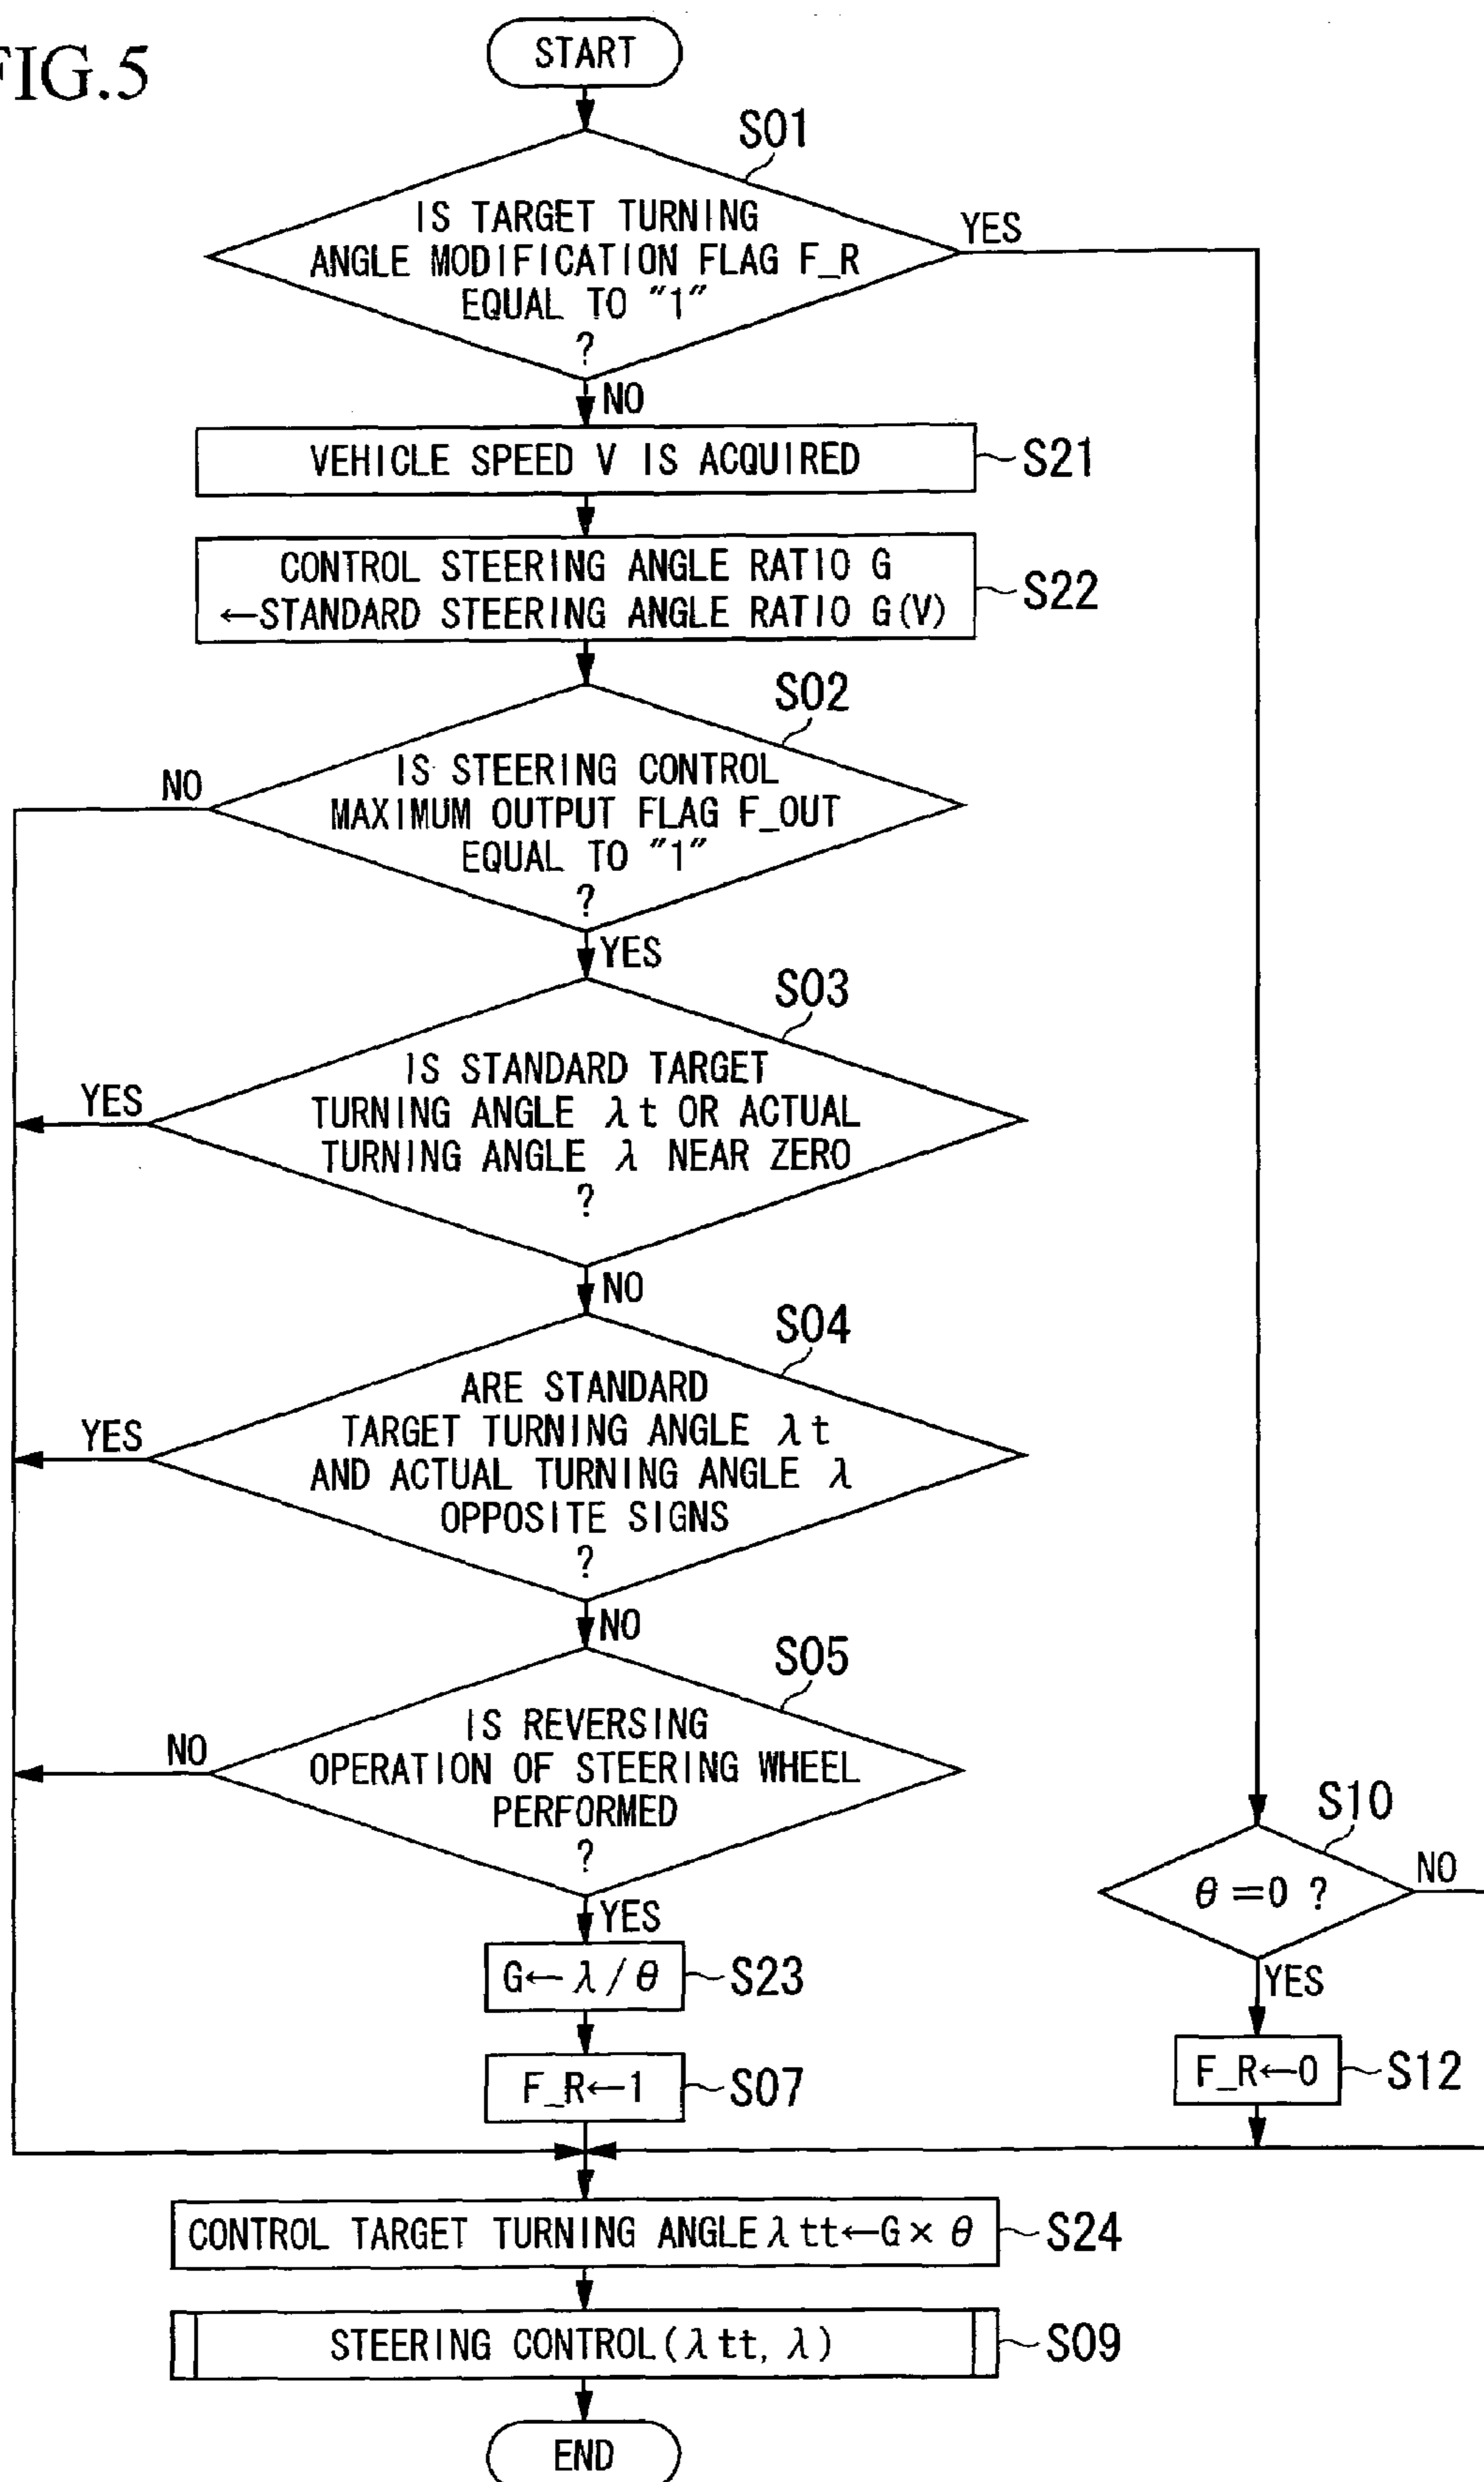 FIG.5
START
S01
IS TARGET TURNING
ANGLE MODIFICATION FLAG F_R
EQUAL TO "1"
?
YES
NO
VEHICLE SPEED V IS ACQUIRED
S21
CONTROL STEERING ANGLE RATIO G
←STANDARD STEERING ANGLE RATIO G(V)
S22
S02
IS STEERING CONTROL
MAXIMUM OUTPUT FLAG F_OUT
EQUAL TO "1"
?
NO
YES
S03
IS STANDARD TARGET
TURNING ANGLE λt OR ACTUAL
TURNING ANGLE λ NEAR ZERO
?
YES
NO
S04
ARE STANDARD
TARGET TURNING ANGLE λt
AND ACTUAL TURNING ANGLE λ
OPPOSITE SIGNS
?
YES
NO
S05
IS REVERSING
OPERATION OF STEERING WHEEL
PERFORMED
?
NO
YES
S10
θ=0 ?
NO
YES
G←λ/θ
S23
F_R←1
S07
F_R←0
S12
CONTROL TARGET TURNING ANGLE λtt←G×θ
S24
STEERING CONTROL(λtt, λ)
S09
END